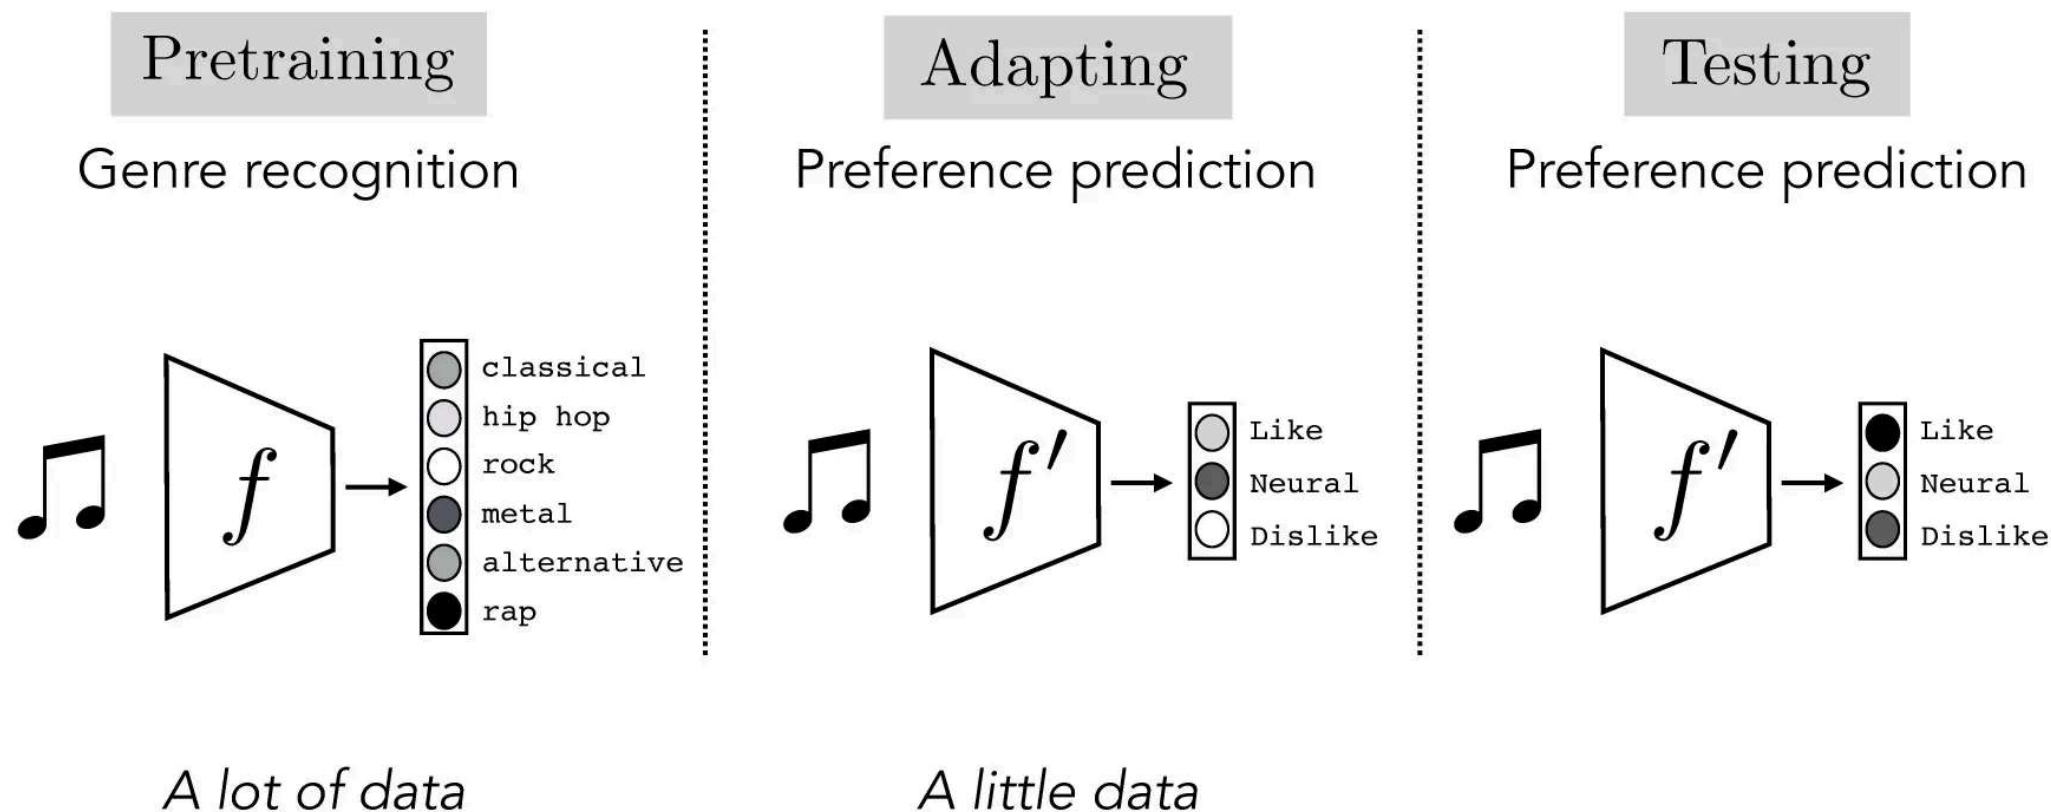 Pretraining
Genre recognition
f
classical
hip hop
rock
metal
alternative
rap
A lot of data
Adapting
Preference prediction
f′
Like
Neural
Dislike
A little data
Testing
Preference prediction
f′
Like
Neural
Dislike